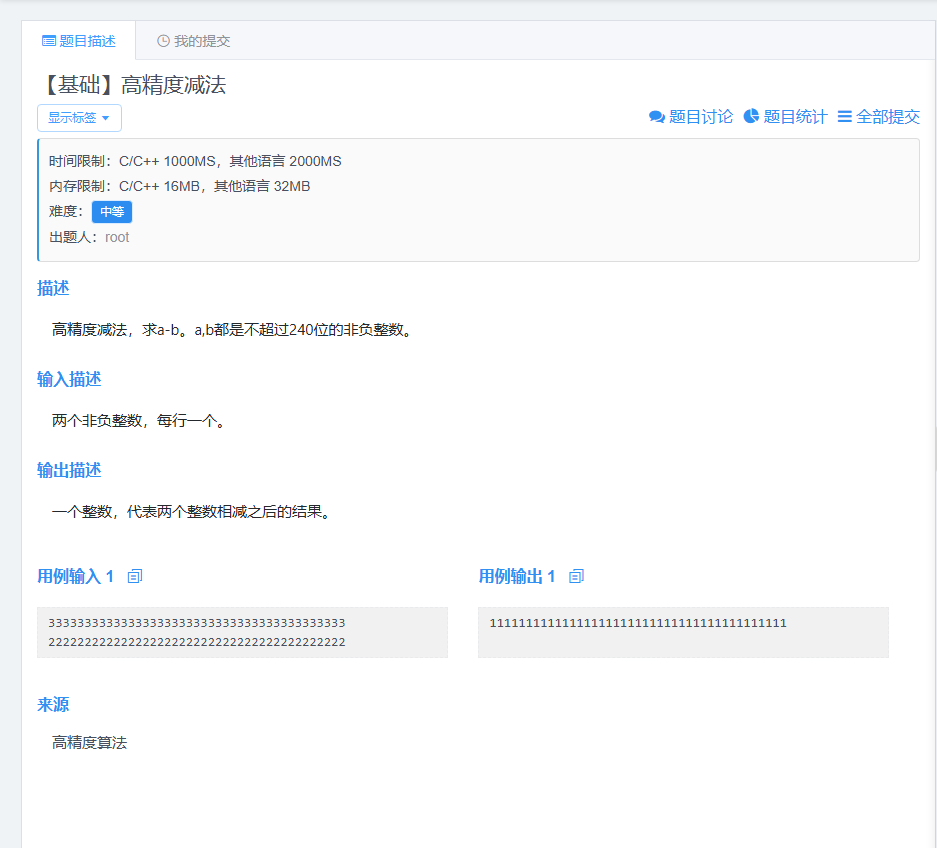 题目描述 我的提交
【基础】高精度减法
显示标签 题目讨论 题目统计 全部提交
时间限制：C/C++ 1000MS，其他语言 2000MS
内存限制：C/C++ 16MB，其他语言 32MB
难度： 中等
出题人：root
描述
高精度减法，求a-b。a,b都是不超过240位的非负整数。
输入描述
两个非负整数，每行一个。
输出描述
一个整数，代表两个整数相减之后的结果。
用例输入 1
33333333333333333333333333333333333333333
22222222222222222222222222222222222222222
用例输出 1
11111111111111111111111111111111111111111
来源
高精度算法